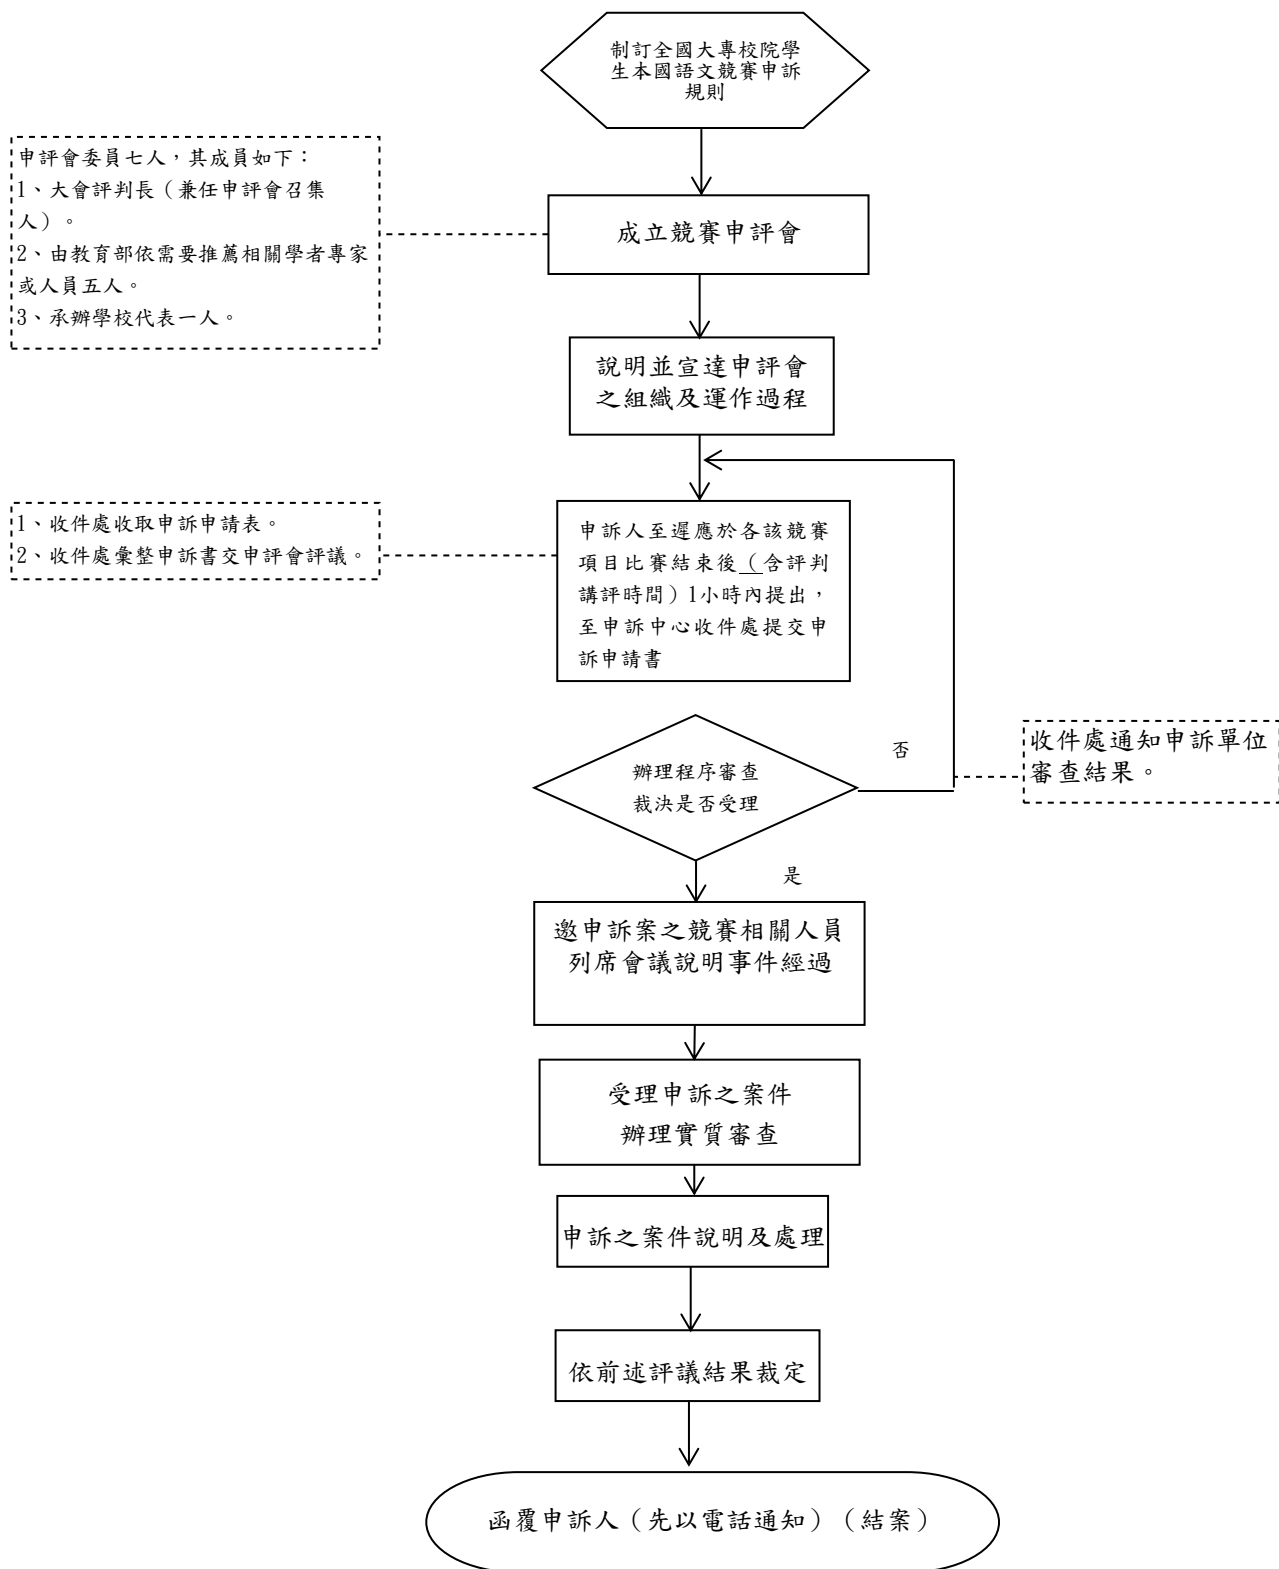 制訂全國大專校院學
生本國語文競賽申訴
規則
申評會委員七人，其成員如下：
1、大會評判長（兼任申評會召集
人）。
2、由教育部依需要推薦相關學者專家
或人員五人。
3、承辦學校代表一人。
成立競賽申評會
說明並宣達申評會
之組織及運作過程
1、收件處收取申訴申請表。
2、收件處彙整申訴書交申評會評議。
申訴人至遲應於各該競賽
項目比賽結束後（含評判
講評時間）1小時內提出，
至申訴中心收件處提交申
訴申請書
辦理程序審查
裁決是否受理
否
收件處通知申訴單位
審查結果。
是
邀申訴案之競賽相關人員
列席會議說明事件經過
受理申訴之案件
辦理實質審查
申訴之案件說明及處理
依前述評議結果裁定
函覆申訴人（先以電話通知）（結案）